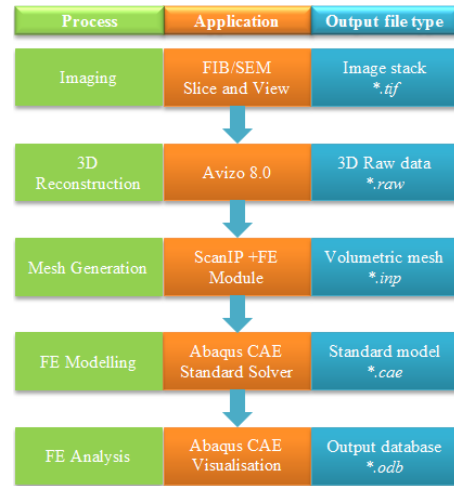 Process Application Output file type
Imaging
FIB/SEM
Slice and View
Image stack
*.tif
3D
Reconstruction
Avizo 8.0
3D Raw data
*.raw
Mesh Generation
ScanIP +FE
Module
Volumetric mesh
*.inp
FE Modelling
Abaqus CAE
Standard Solver
Standard model
*.cae
FE Analysis
Abaqus CAE
Visualisation
Output database
*.odb